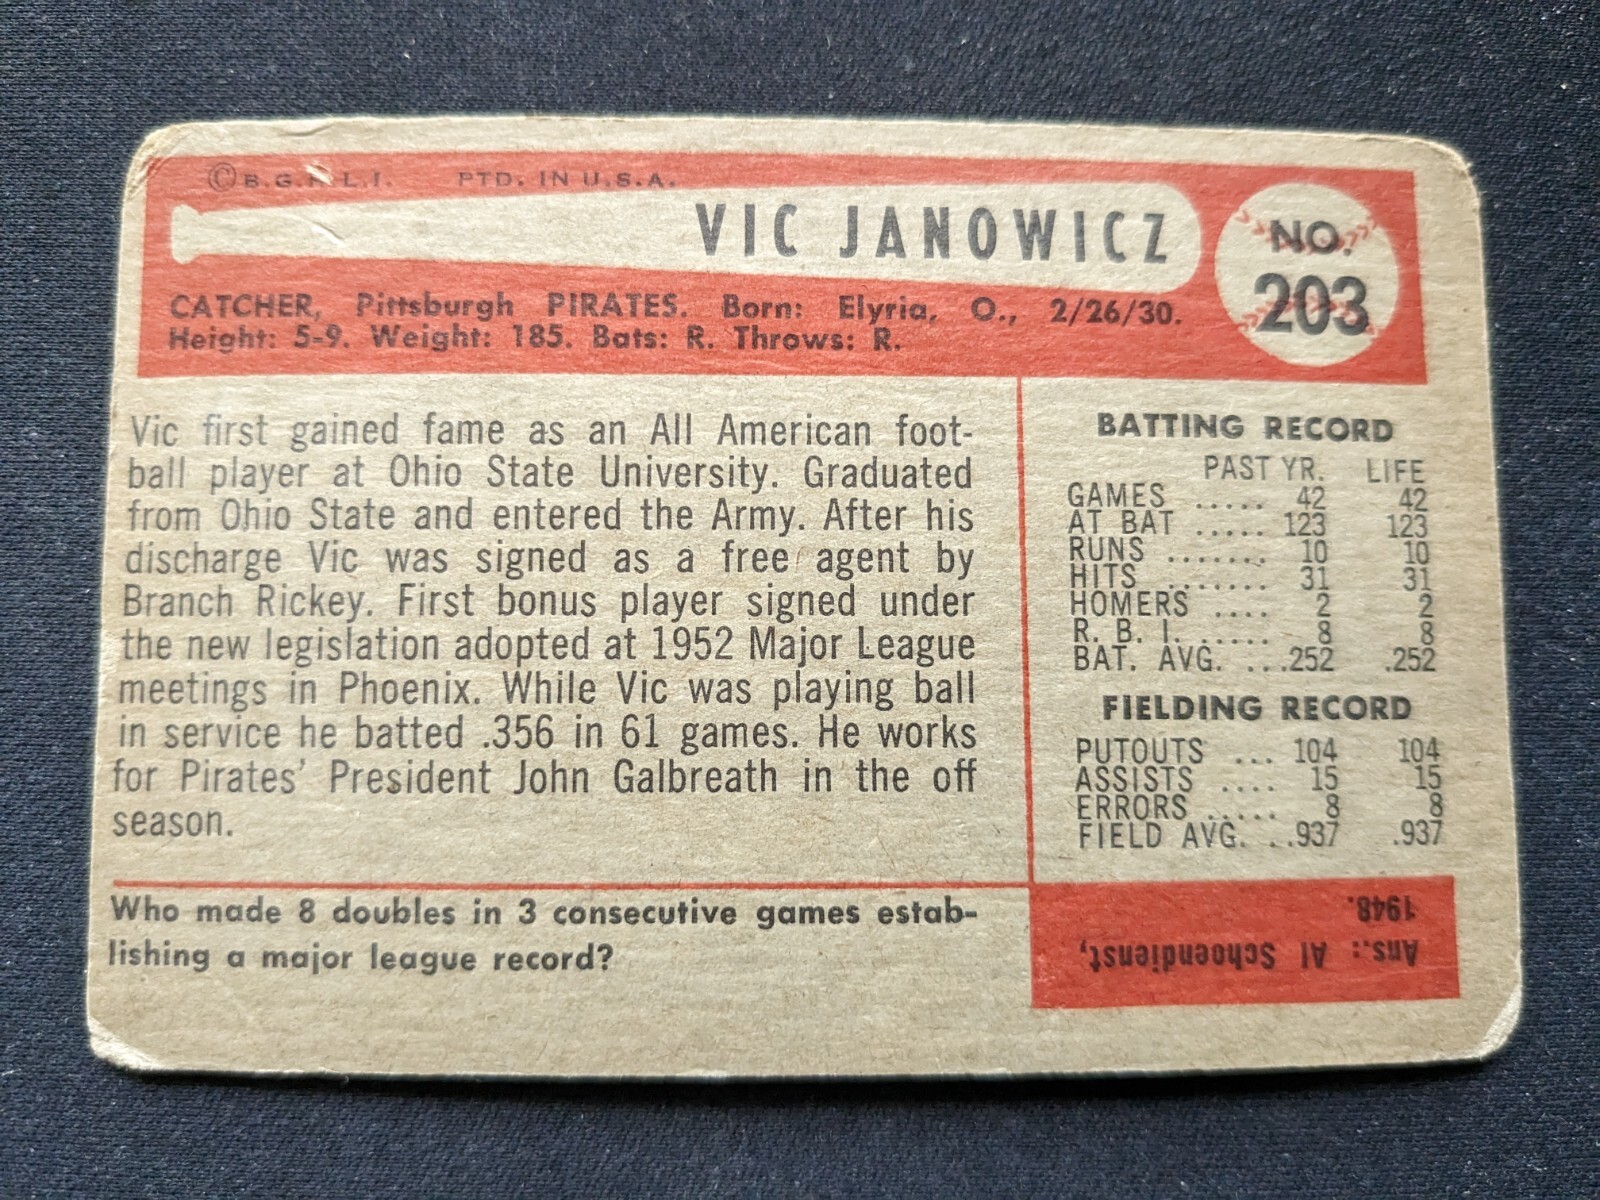 © B.G.H.L.I. PTD. IN U.S.A.
VIC JANOWICZ
NO.
203
CATCHER, Pittsburgh PIRATES. Born: Elyria, O., 2/26/30.
Height: 5-9. Weight: 185. Bats: R. Throws: R.
Vic first gained fame as an All American foot-
ball player at Ohio State University. Graduated
from Ohio State and entered the Army. After his
discharge Vic was signed as a free agent by
Branch Rickey. First bonus player signed under
the new legislation adopted at 1952 Major League
meetings in Phoenix. While Vic was playing ball
in service he batted .356 in 61 games. He works
for Pirates' President John Galbreath in the off
season.
BATTING RECORD
PAST YR. LIFE
GAMES ..... 42 42
AT BAT ..... 123 123
RUNS ....... 10 10
HITS ....... 31 31
HOMERS .... 2 2
R. B. I. ..... 8 8
BAT. AVG. ...252 .252
FIELDING RECORD
PUTOUTS ... 104 104
ASSISTS .... 15 15
ERRORS ..... 8 8
FIELD AVG. ..937 .937
Who made 8 doubles in 3 consecutive games estab-
lishing a major league record?
Ans.: Al Schoendienst,
1948.